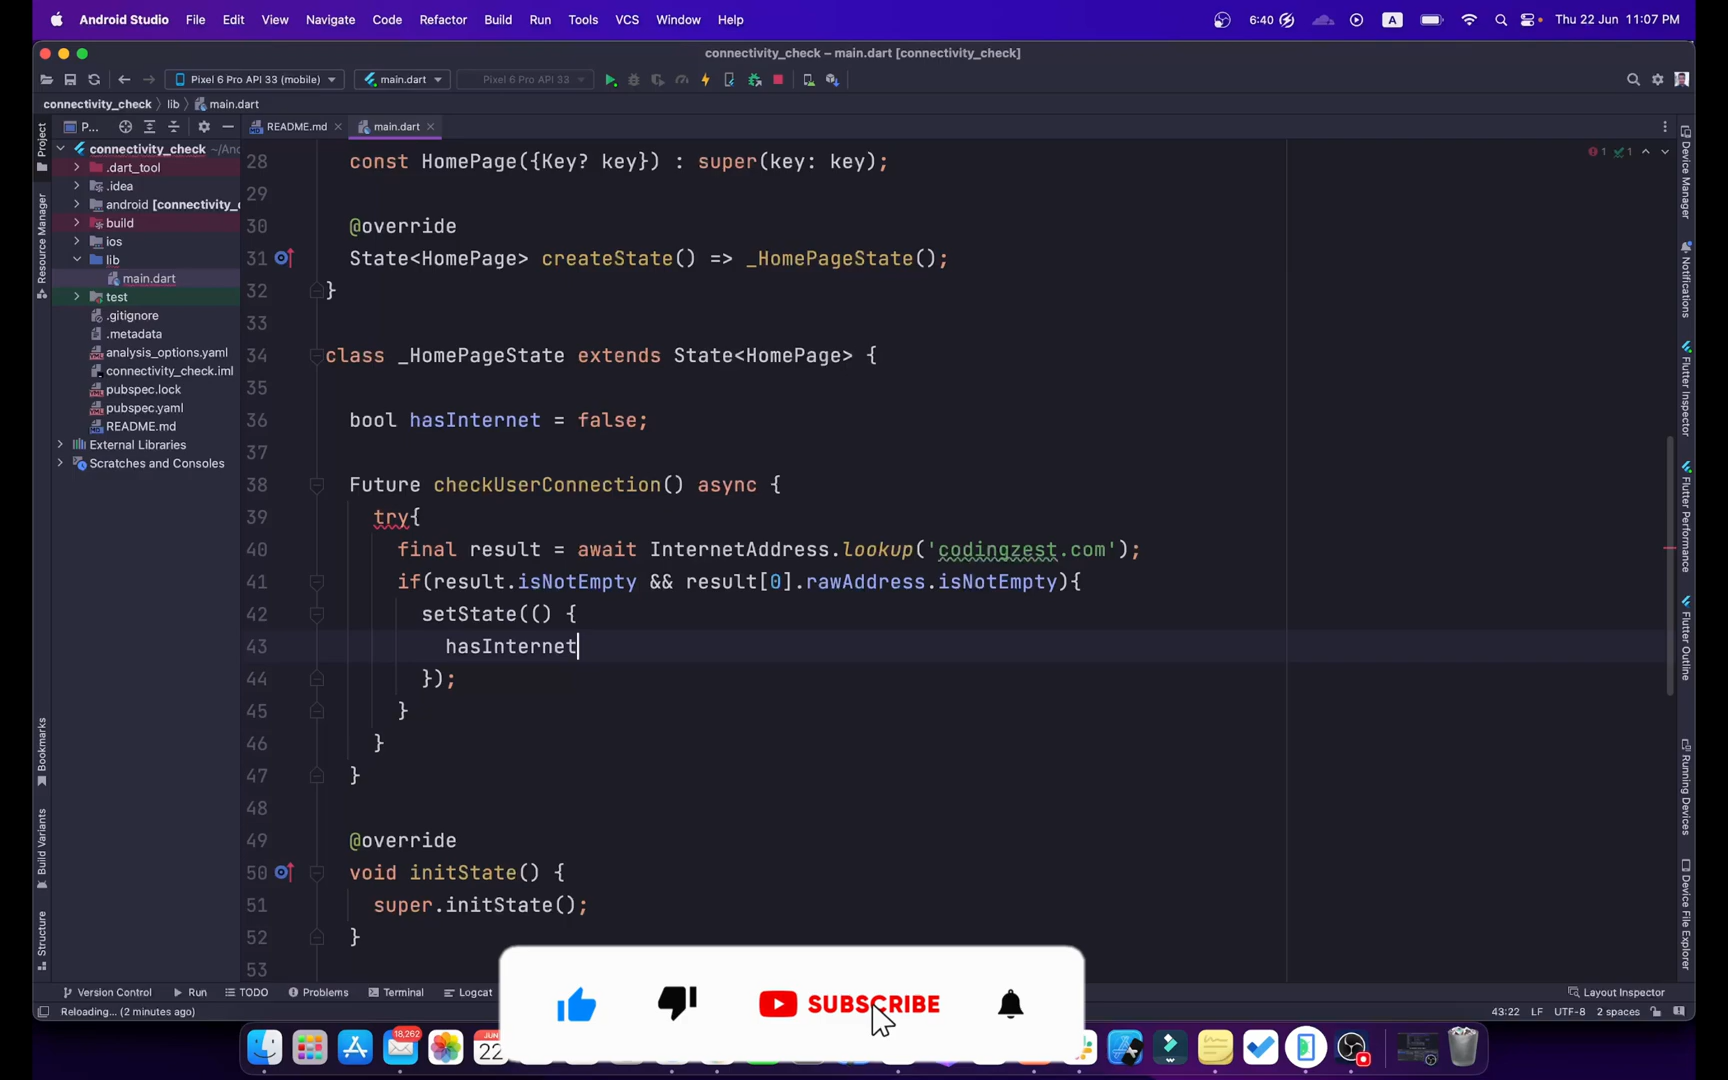 Android Studio File Edit View Navigate Code Refactor Build Run Tools VCS Window Help 6:40 A Thu 22 Jun 11:07 PM
connectivity_check – main.dart [connectivity_check]
Pixel 6 Pro API 33 (mobile) main.dart Pixel 6 Pro API 33
connectivity_check lib main.dart
Project
P...
README.md
main.dart
connectivity_check ~/An
.dart_tool
.idea
android [connectivity_c
build
ios
lib
main.dart
test
.gitignore
.metadata
analysis_options.yaml
connectivity_check.iml
pubspec.lock
pubspec.yaml
README.md
External Libraries
Scratches and Consoles
Resource Manager
Bookmarks
Build Variants
Structure
1 1
28 const HomePage({Key? key}) : super(key: key);
29
30 @override
31 State<HomePage> createState() => _HomePageState();
32 }
33
34 class _HomePageState extends State<HomePage> {
35
36 bool hasInternet = false;
37
38 Future checkUserConnection() async {
39 try{
40 final result = await InternetAddress.lookup('codingzest.com');
41 if(result.isNotEmpty && result[0].rawAddress.isNotEmpty){
42 setState(() {
43 hasInternet
44 });
45 }
46 }
47 }
48
49 @override
50 void initState() {
51 super.initState();
52 }
53
Device Manager
Notifications
Flutter Inspector
Flutter Performance
Flutter Outline
Running Devices
Device File Explorer
SUBSCRIBE
Version Control Run TODO Problems Terminal Logcat Layout Inspector
Reloading... (2 minutes ago) 43:22 LF UTF-8 2 spaces
18,262
JUN
22